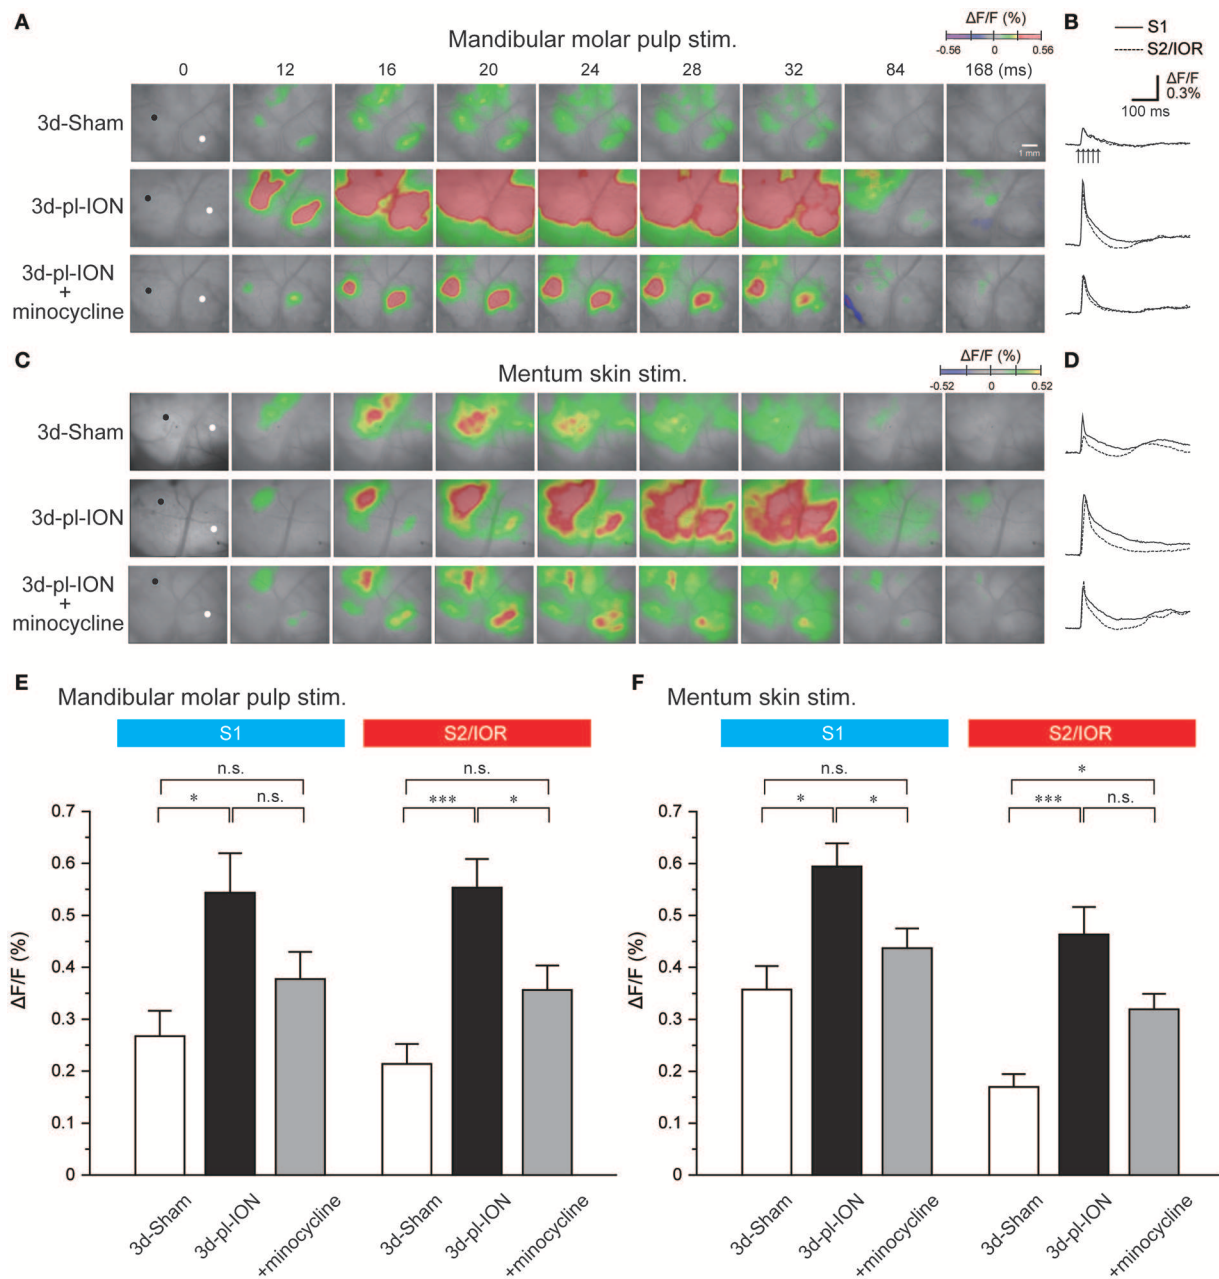 A
Mandibular molar pulp stim.
ΔF/F (%)
-0.56 0 0.56
B
S1
S2/IOR
ΔF/F
0.3%
100 ms
0 12 16 20 24 28 32 84 168 (ms)
3d-Sham
1 mm
3d-pl-ION
3d-pl-ION
+
minocycline
C
Mentum skin stim.
ΔF/F (%)
-0.52 0 0.52
D
3d-Sham
3d-pl-ION
3d-pl-ION
+
minocycline
E Mandibular molar pulp stim.
S1 S2/IOR
n.s. n.s.
* n.s. *** *
0.7
0.6
0.5
0.4
0.3
0.2
0.1
0
ΔF/F (%)
3d-Sham 3d-pl-ION +minocycline 3d-Sham 3d-pl-ION +minocycline
F Mentum skin stim.
S1 S2/IOR
n.s. *
* * *** n.s.
0.7
0.6
0.5
0.4
0.3
0.2
0.1
0
ΔF/F (%)
3d-Sham 3d-pl-ION +minocycline 3d-Sham 3d-pl-ION +minocycline